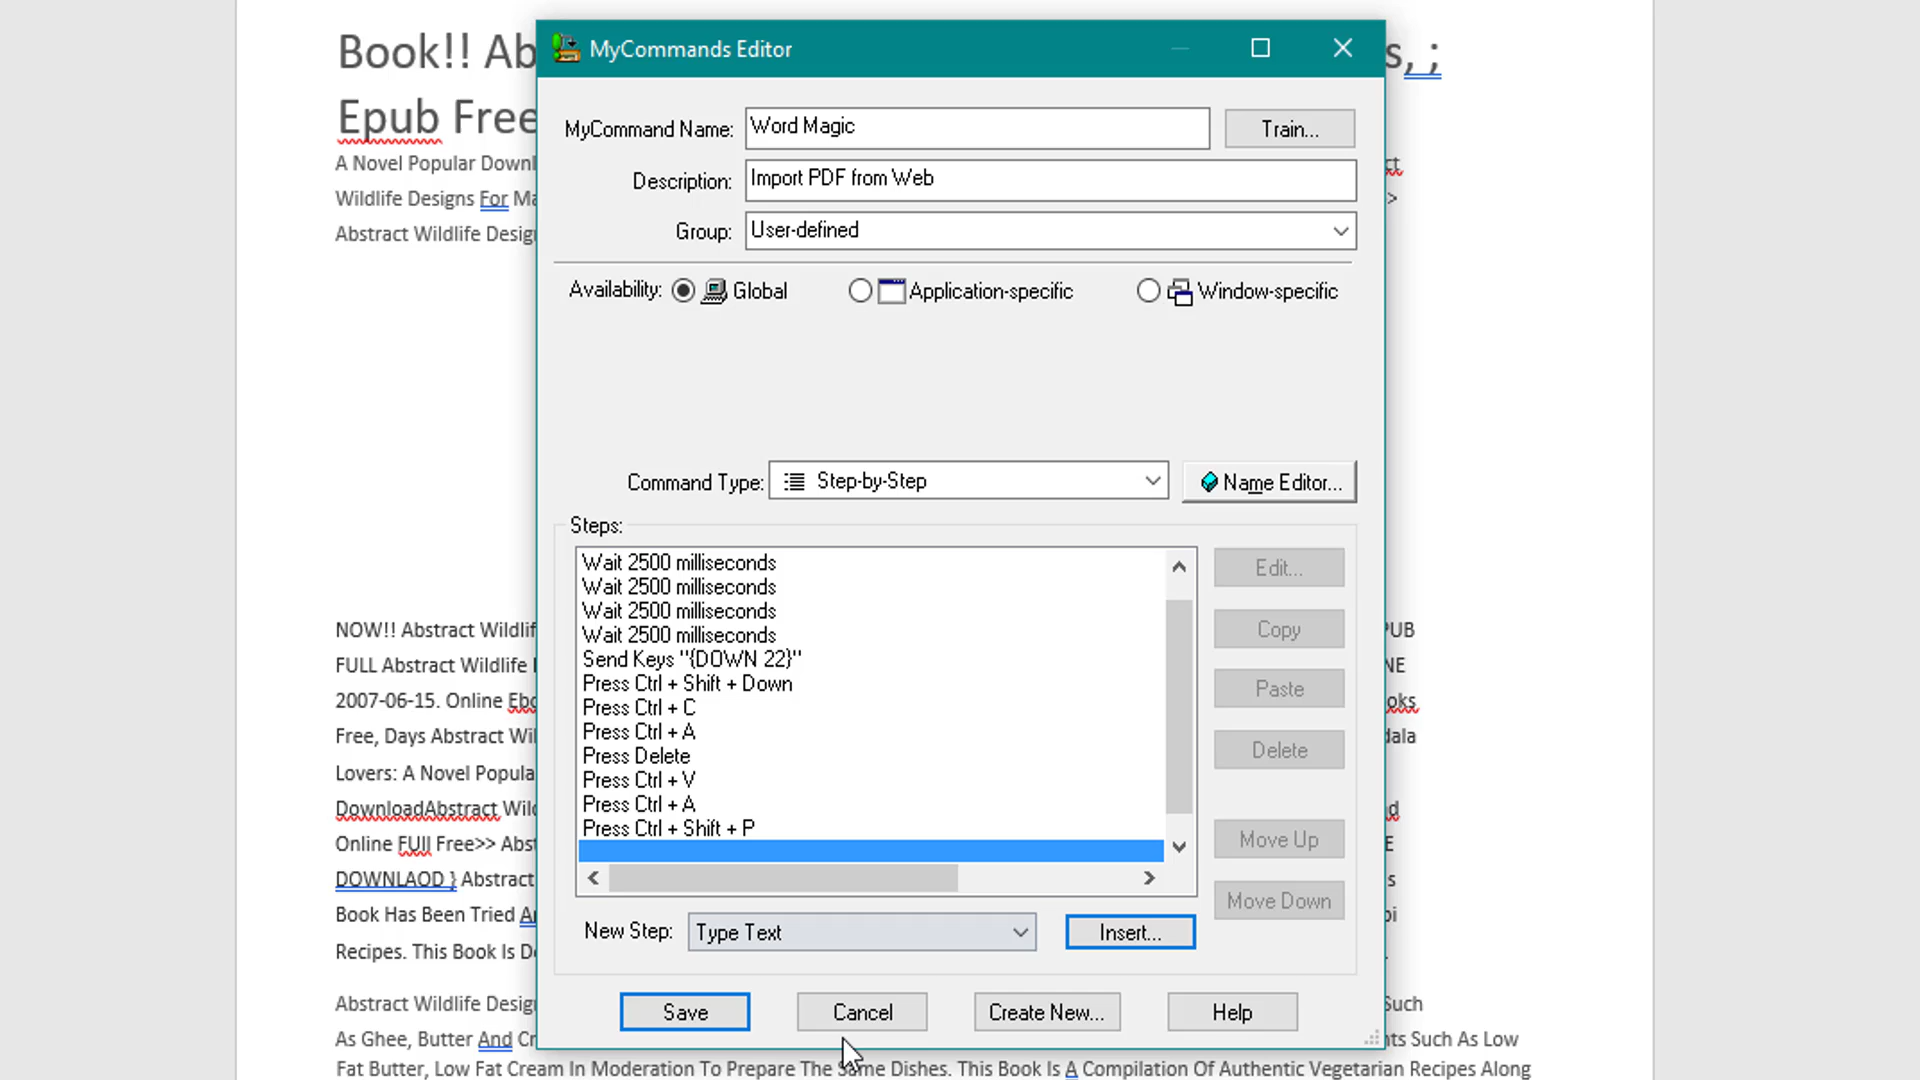 Book!! Ab
s, ;
Epub Free
A Novel Popular Downl
ct
Wildlife Designs For Ma
>
Abstract Wildlife Desig
MyCommands Editor
MyCommand Name: Word Magic Train...
Description: Import PDF from Web
Group: User-defined
Availability: Global Application-specific Window-specific
Command Type: Step-by-Step Name Editor...
Steps:
Wait 2500 milliseconds
Wait 2500 milliseconds
Wait 2500 milliseconds
Wait 2500 milliseconds
Send Keys "{DOWN 22}"
Press Ctrl + Shift + Down
Press Ctrl + C
Press Ctrl + A
Press Delete
Press Ctrl + V
Press Ctrl + A
Press Ctrl + Shift + P
Edit...
Copy
Paste
Delete
Move Up
Move Down
New Step: Type Text Insert...
Save Cancel Create New... Help
NOW!! Abstract Wildlif
PUB
FULL Abstract Wildlife
NE
2007-06-15. Online Ebo
oks
Free, Days Abstract Wil
dala
Lovers: A Novel Popula
DownloadAbstract Wild
nd
Online FUll Free>> Abst
E
DOWNLAOD } Abstract
s
Book Has Been Tried A
pi
Recipes. This Book Is De
.
Abstract Wildlife Desig
Such
As Ghee, Butter And Cr
nts Such As Low
Fat Butter, Low Fat Cream In Moderation To Prepare The Same Dishes. This Book Is A Compilation Of Authentic Vegetarian Recipes Along